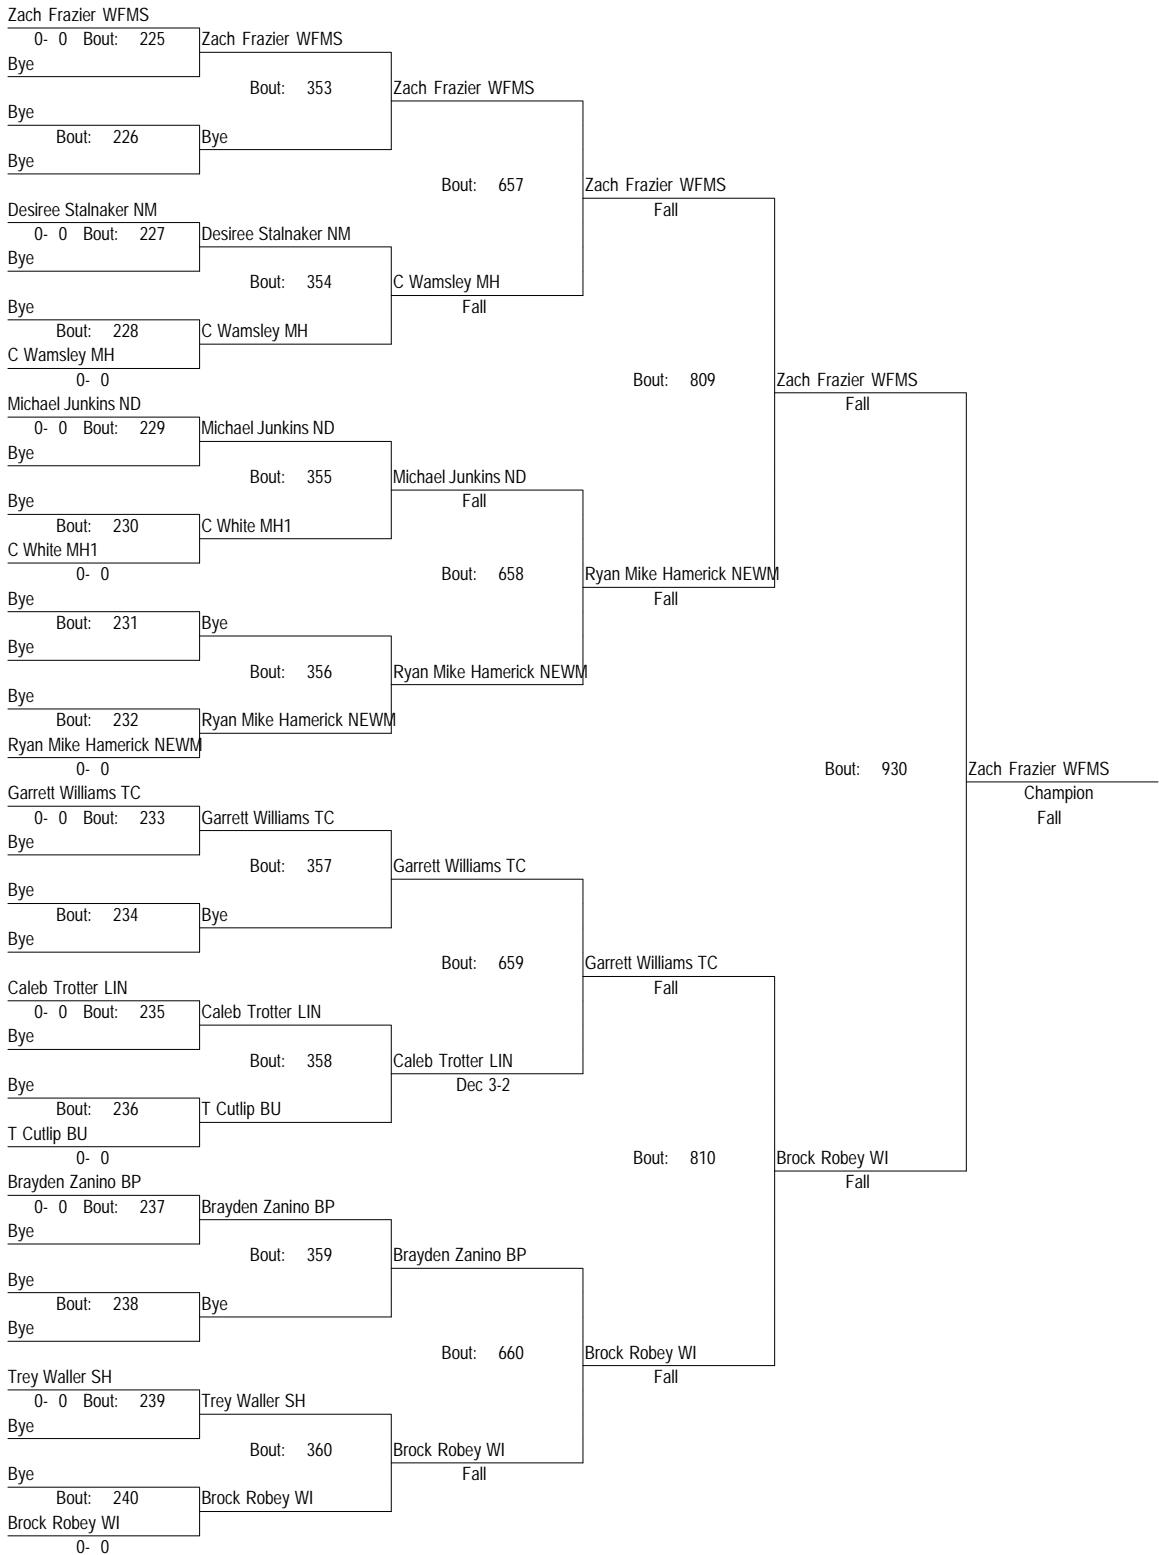 Zach Frazier WFMS
0- 0 Bout: 225 Zach Frazier WFMS
Bye
Bout: 353 Zach Frazier WFMS
Bye
Bout: 226 Bye
Bye
Bout: 657 Zach Frazier WFMS
Desiree Stalnaker NM Fall
0- 0 Bout: 227 Desiree Stalnaker NM
Bye
Bout: 354 C Wamsley MH
Bye Fall
Bout: 228 C Wamsley MH
C Wamsley MH
0- 0 Bout: 809 Zach Frazier WFMS
Michael Junkins ND Fall
0- 0 Bout: 229 Michael Junkins ND
Bye
Bout: 355 Michael Junkins ND
Bye Fall
Bout: 230 C White MH1
C White MH1
0- 0 Bout: 658 Ryan Mike Hamerick NEWM
Bye Fall
Bout: 231 Bye
Bye
Bout: 356 Ryan Mike Hamerick NEWM
Bye
Bout: 232 Ryan Mike Hamerick NEWM
Ryan Mike Hamerick NEWM
0- 0 Bout: 930 Zach Frazier WFMS
Garrett Williams TC Champion
0- 0 Bout: 233 Garrett Williams TC Fall
Bye
Bout: 357 Garrett Williams TC
Bye
Bout: 234 Bye
Bye
Bout: 659 Garrett Williams TC
Caleb Trotter LIN Fall
0- 0 Bout: 235 Caleb Trotter LIN
Bye
Bout: 358 Caleb Trotter LIN
Bye Dec 3-2
Bout: 236 T Cutlip BU
T Cutlip BU
0- 0 Bout: 810 Brock Robey WI
Brayden Zanino BP Fall
0- 0 Bout: 237 Brayden Zanino BP
Bye
Bout: 359 Brayden Zanino BP
Bye
Bout: 238 Bye
Bye
Bout: 660 Brock Robey WI
Trey Waller SH Fall
0- 0 Bout: 239 Trey Waller SH
Bye
Bout: 360 Brock Robey WI
Bye Fall
Bout: 240 Brock Robey WI
Brock Robey WI
0- 0